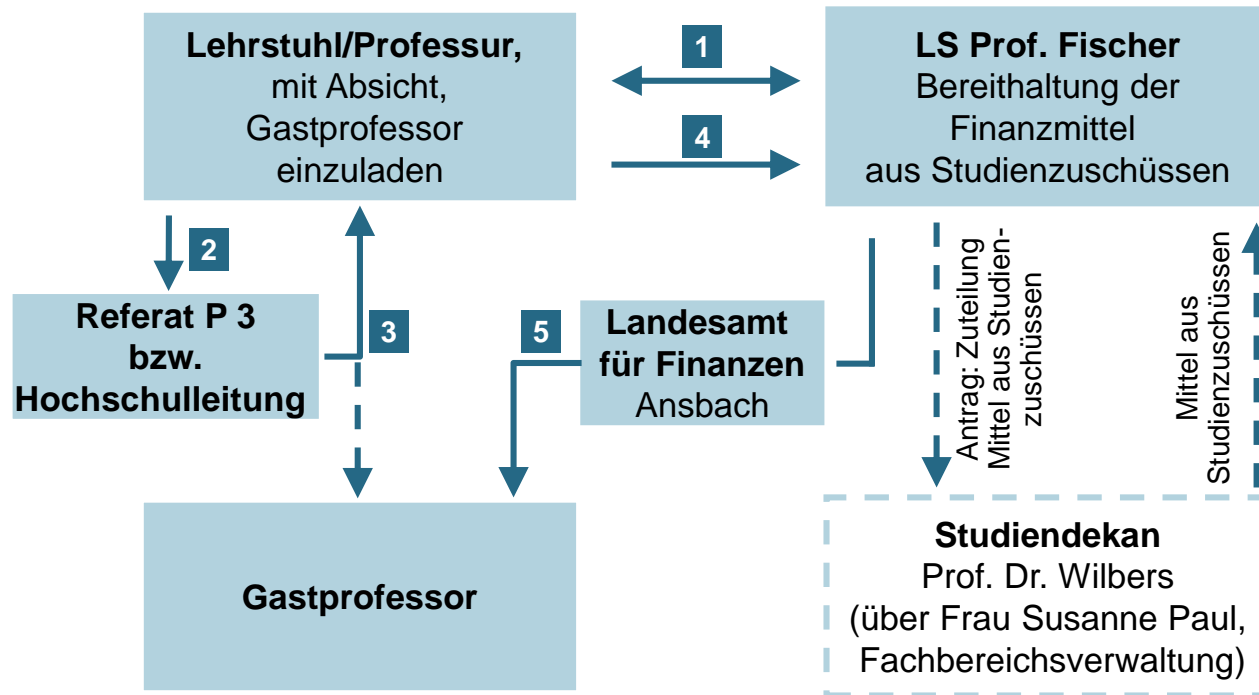 Lehrstuhl/Professur,
mit Absicht,
Gastprofessor
einzuladen
1
4
LS Prof. Fischer
Bereithaltung der
Finanzmittel
aus Studienzuschüssen
2
Referat P 3
bzw.
Hochschulleitung
3
5
Landesamt
für Finanzen
Ansbach
Antrag: Zuteilung
Mittel aus Studien-
zuschüssen
Mittel aus
Studienzuschüssen
Gastprofessor
Studiendekan
Prof. Dr. Wilbers
(über Frau Susanne Paul,
Fachbereichsverwaltung)